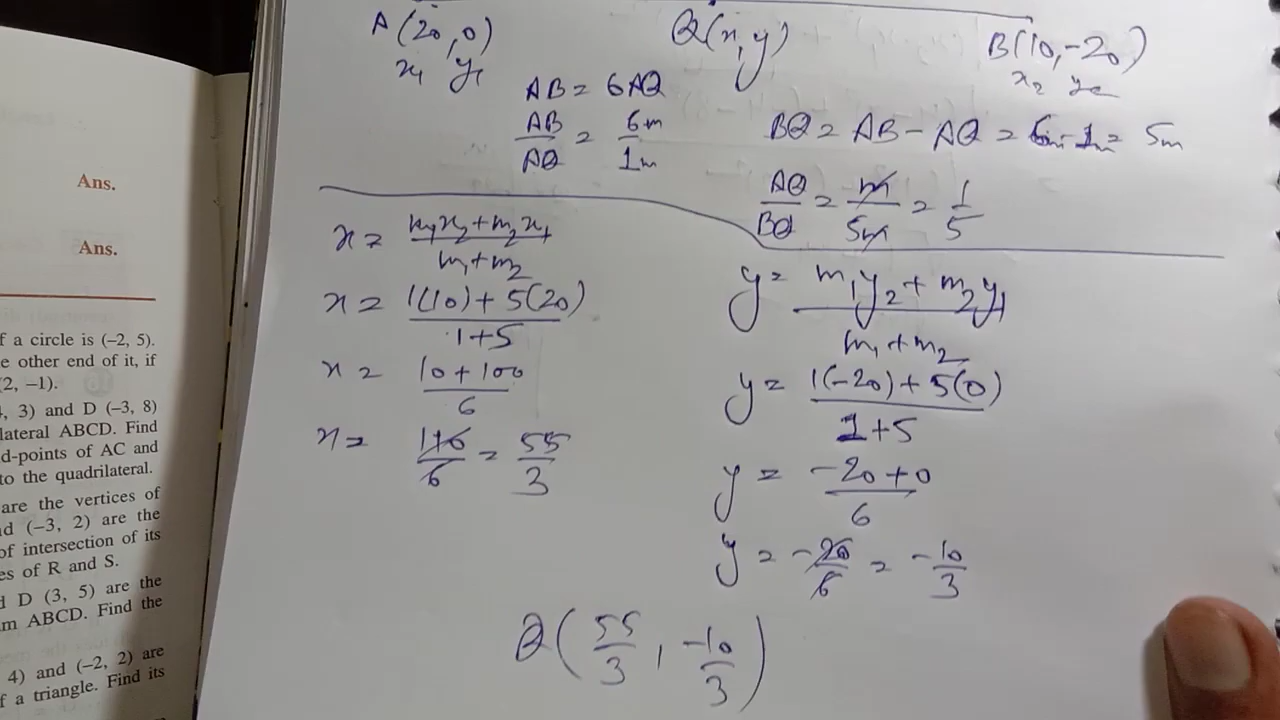 Ans.
Ans.
f a circle is (–2, 5).
e other end of it, if
(2, –1).
, 3) and D (–3, 8)
lateral ABCD. Find
d-points of AC and
to the quadrilateral.
are the vertices of
nd (–3, 2) are the
of intersection of its
es of R and S.
d D (3, 5) are the
m ABCD. Find the
4) and (–2, 2) are
f a triangle. Find its
A (20, 0) Q(x, y) B(10, -20)
x₁ y₁ x₂ y₂
AB = 6AQ
AB/AQ = 6m/1m BQ = AB - AQ = 6m - 1m = 5m
AQ/BQ = m/5m = 1/5
x = m₁x₂+m₂x₁/m₁+m₂
x = 1(10) + 5(20)/1+5
x = 10 + 100/6
x = 110/6 = 55/3
y = m₁y₂ + m₂y₁/m₁+m₂
y = 1(-20) + 5(0)/1+5
y = -20+0/6
y = -20/6 = -10/3
Q(55/3, -10/3)